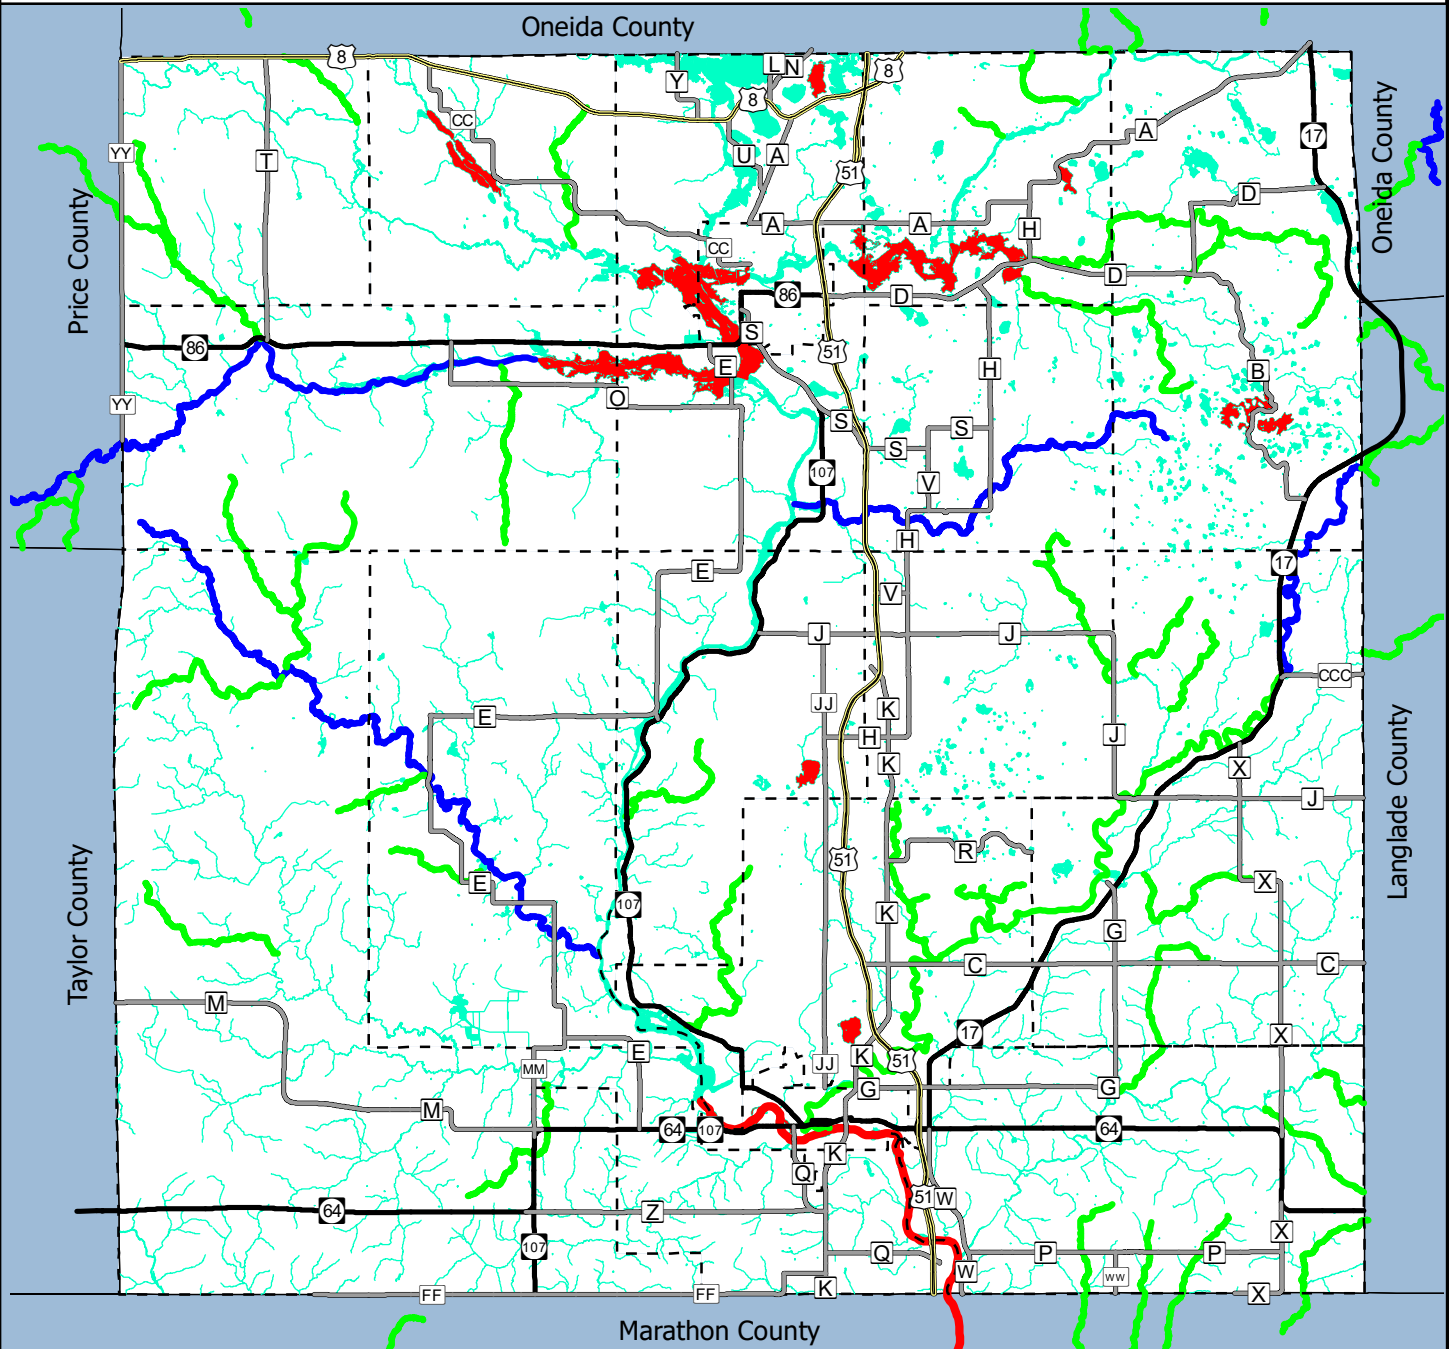 Oneida County
8
L N
8
Y
8
CC
A
17
YY
T
U
A
51
Oneida County
D
Price County
A
A
H
CC
D
86
D
S
86
51
E
H
B
YY
O
S
S
S
107
V
H
E
17
V
J
J
CCC
JJ
K
E
H
J
K
X
J
51
R
Langlade County
E
X
107
K
G
Taylor County
C
C
M
17
X
E
K
51
JJ
MM
G
G
M
64
107
64
K
Q
51
W
64
Z
X
107
Q
P
P
W
WW
K
FF
FF
X
Marathon County